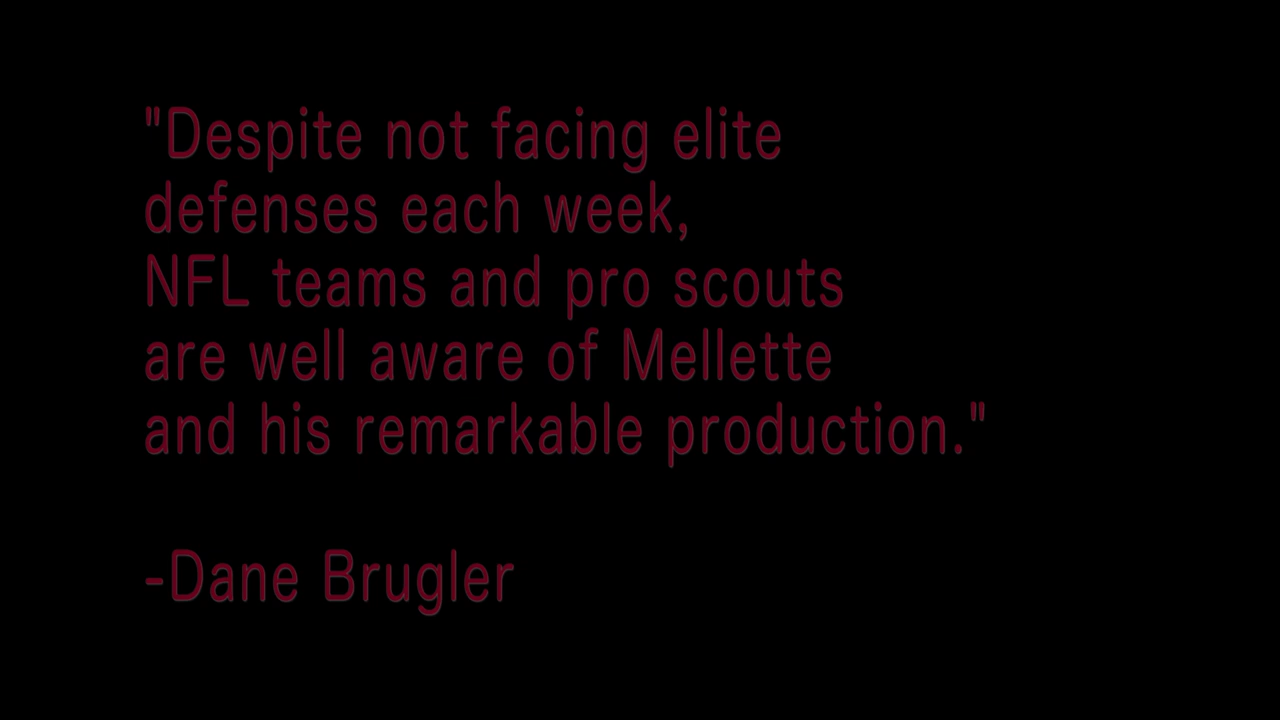 "Despite not facing elite
defenses each week,
NFL teams and pro scouts
are well aware of Mellette
and his remarkable production."
-Dane Brugler